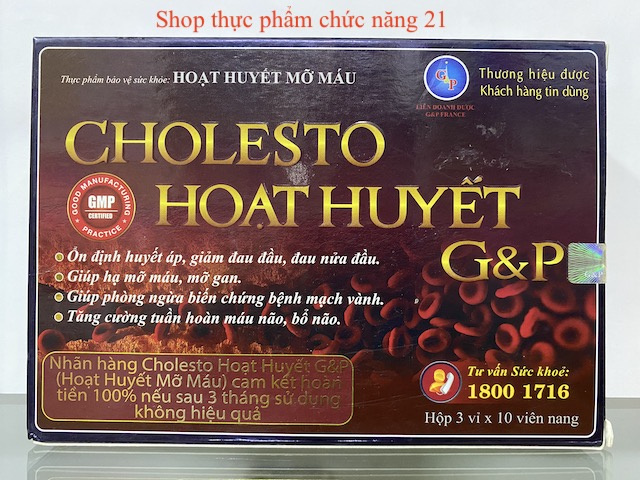 Shop thực phẩm chức năng 21
Thực phẩm bảo vệ sức khỏe: HOẠT HUYẾT MỠ MÁU
G&P
LIÊN DOANH DƯỢC
G&P FRANCE
Thương hiệu được
Khách hàng tin dùng
CHOLESTO
HOẠT HUYẾT
G&P
GOOD MANUFACTURING
GMP
CERTIFIED
PRACTICE
Ổn định huyết áp, giảm đau đầu, đau nửa đầu.
Giúp hạ mỡ máu, mỡ gan.
Giúp phòng ngừa biến chứng bệnh mạch vành.
Tăng cường tuần hoàn máu não, bổ não.
G&P
Nhãn hàng Cholesto Hoạt Huyết G&P
(Hoạt Huyết Mỡ Máu) cam kết hoàn
tiền 100% nếu sau 3 tháng sử dụng
không hiệu quả
Tư vấn Sức khoẻ:
1800 1716
Hộp 3 vỉ x 10 viên nang